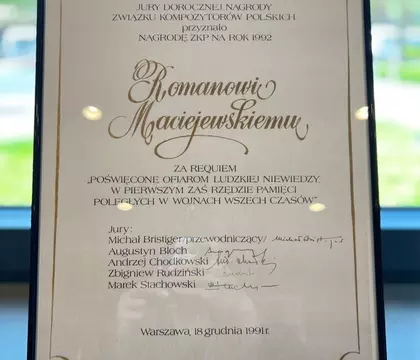 JURY DOROCZNEJ NAGRODY
ZWIĄZKU KOMPOZYTORÓW POLSKICH
przyznało
NAGRODĘ ZKP NA ROK 1992
Romanowi
Maciejewskiemu
ZA REQUIEM
„POŚWIĘCONE OFIAROM LUDZKIEJ NIEWIEDZY,
W PIERWSZYM ZAŚ RZĘDZIE PAMIĘCI
POLEGŁYCH W WOJNACH WSZECH CZASÓW”
Jury:
Michał Bristiger/przewodniczący/
Augustyn Bloch
Andrzej Chodkowski
Zbigniew Rudziński
Marek Stachowski
Warszawa, 18 grudnia 1991 r.